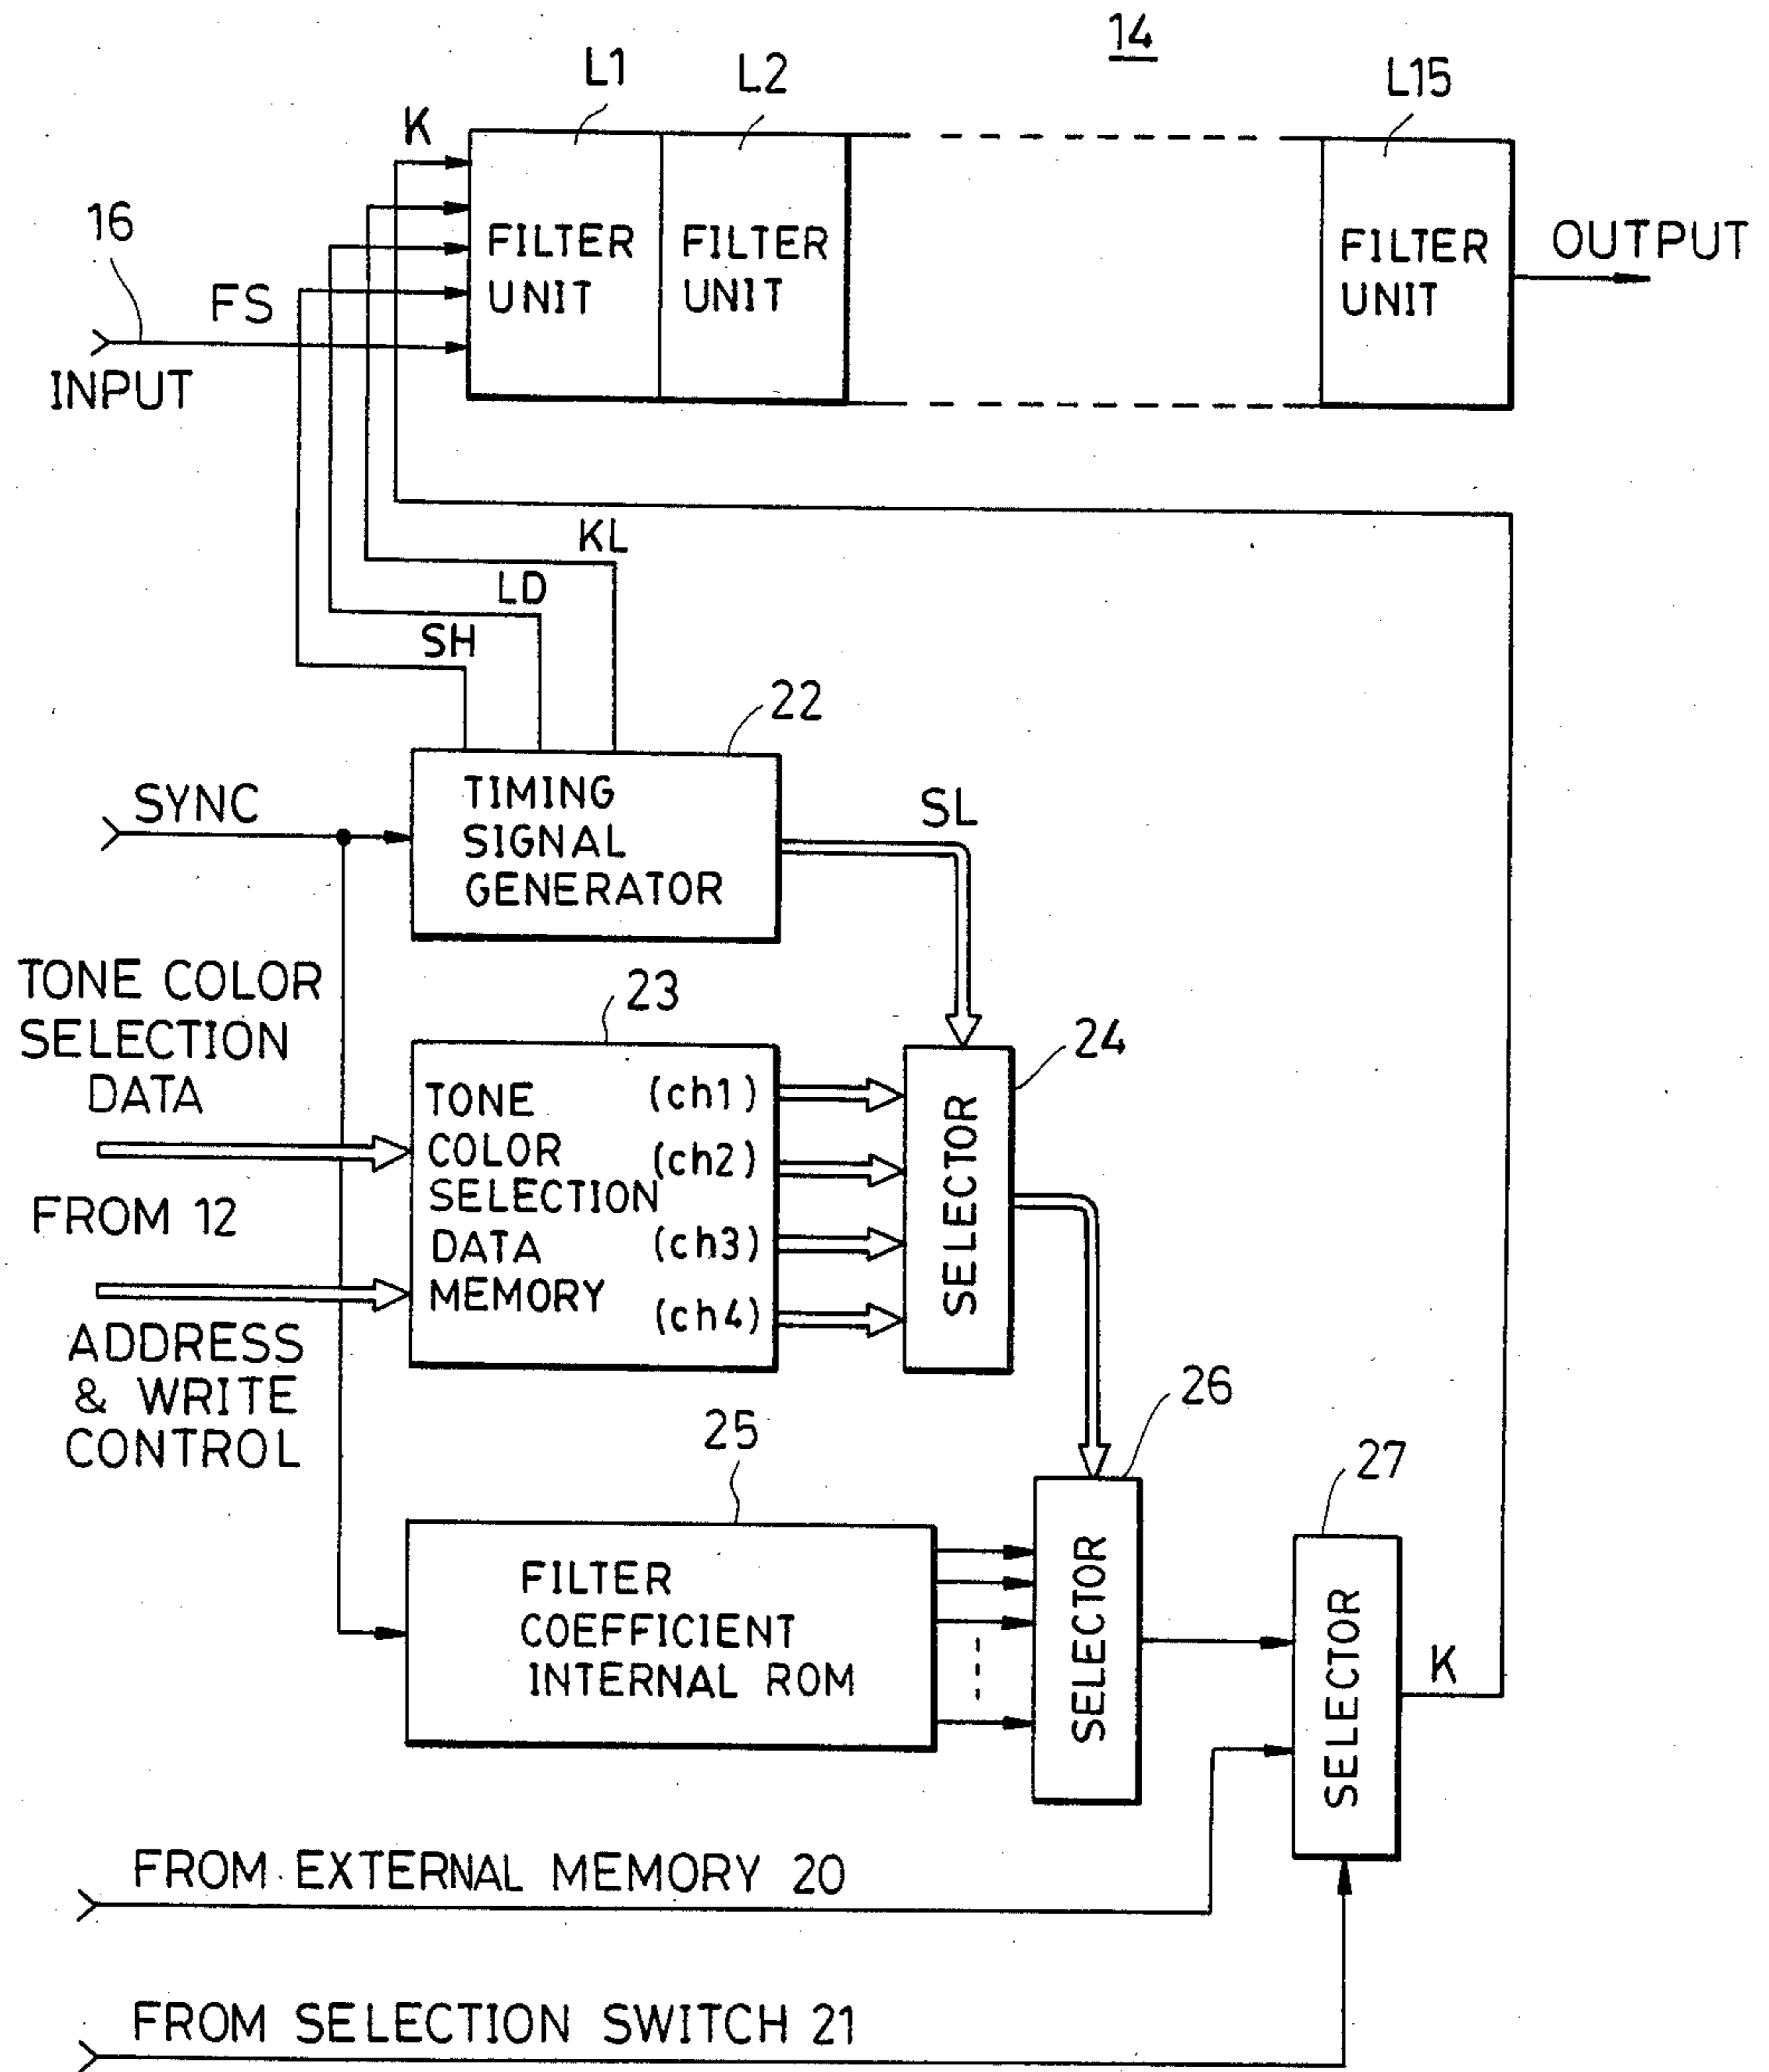 14
L1
L2
L15
K
16
FS
INPUT
FILTER
UNIT
FILTER
UNIT
FILTER
UNIT
OUTPUT
KL
LD
SH
22
SYNC
TIMING
SIGNAL
GENERATOR
SL
TONE COLOR
SELECTION
DATA
23
24
TONE
COLOR
SELECTION
DATA
MEMORY
(ch1)
(ch2)
(ch3)
(ch4)
SELECTOR
FROM 12
ADDRESS
& WRITE
CONTROL
25
26
27
FILTER
COEFFICIENT
INTERNAL ROM
SELECTOR
SELECTOR
K
FROM EXTERNAL MEMORY 20
FROM SELECTION SWITCH 21